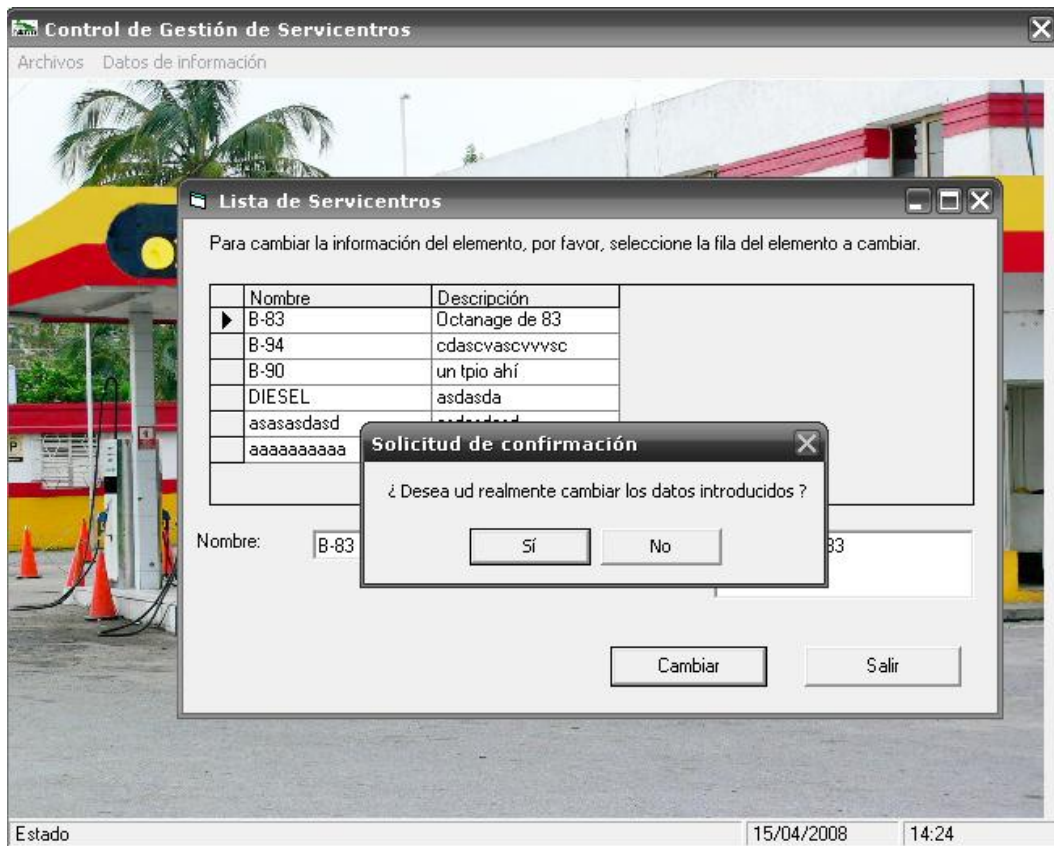 Control de Gestión de Servicentros
Archivos Datos de información
Lista de Servicentros
Para cambiar la información del elemento, por favor, seleccione la fila del elemento a cambiar.
Nombre Descripción
B-83 Octanage de 83
B-94 cdascvascvvvsc
B-90 un tpio ahí
DIESEL asdasda
asasasdasd
aaaaaaaaaa
Solicitud de confirmación
¿ Desea ud realmente cambiar los datos introducidos ?
Sí No
Nombre: B-83 83
Cambiar Salir
Estado 15/04/2008 14:24